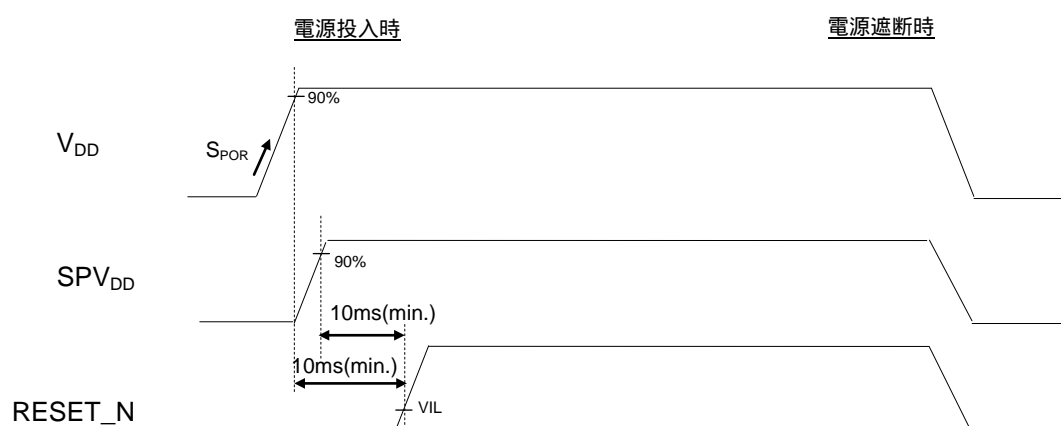 電源投入時
電源遮断時
90%
VDD
SPOR
90%
SPVDD
10ms(min.)
10ms(min.)
VIL
RESET_N